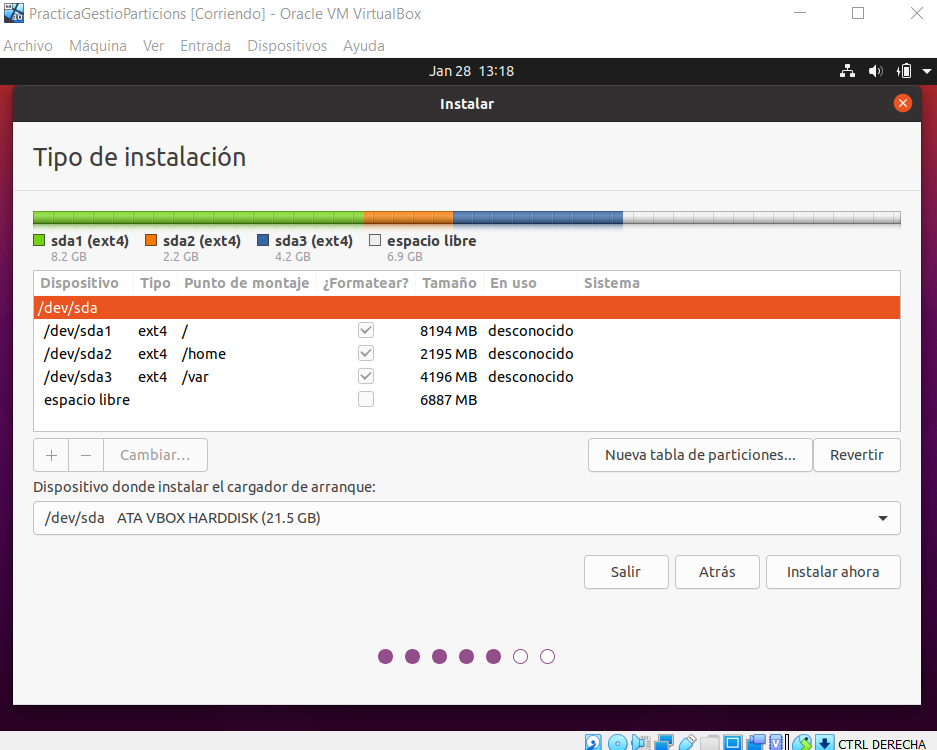 PracticaGestioParticions [Corriendo] - Oracle VM VirtualBox
Archivo Máquina Ver Entrada Dispositivos Ayuda
Jan 28 13:18
Instalar
Tipo de instalación
sda1 (ext4) sda2 (ext4) sda3 (ext4) espacio libre
8.2 GB 2.2 GB 4.2 GB 6.9 GB
Dispositivo Tipo Punto de montaje ¿Formatear? Tamaño En uso Sistema
/dev/sda
/dev/sda1 ext4 / 8194 MB desconocido
/dev/sda2 ext4 /home 2195 MB desconocido
/dev/sda3 ext4 /var 4196 MB desconocido
espacio libre 6887 MB
+ − Cambiar... Nueva tabla de particiones... Revertir
Dispositivo donde instalar el cargador de arranque:
/dev/sda ATA VBOX HARDDISK (21.5 GB)
Salir Atrás Instalar ahora
CTRL DERECHA